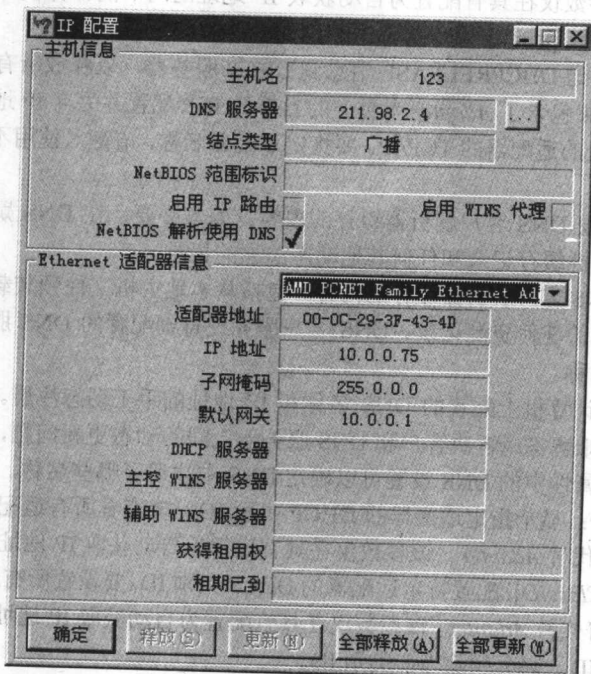 IP 配置
主机信息
主机名 123
DNS 服务器 211.98.2.4 ...
结点类型 广播
NetBIOS 范围标识
启用 IP 路由 启用 WINS 代理
NetBIOS 解析使用 DNS
Ethernet 适配器信息
AMD PCNET Family Ethernet Ad
适配器地址 00-0C-29-3F-43-4D
IP 地址 10.0.0.75
子网掩码 255.0.0.0
默认网关 10.0.0.1
DHCP 服务器
主控 WINS 服务器
辅助 WINS 服务器
获得租用权
租期已到
确定 释放(S) 更新(N) 全部释放(A) 全部更新(W)